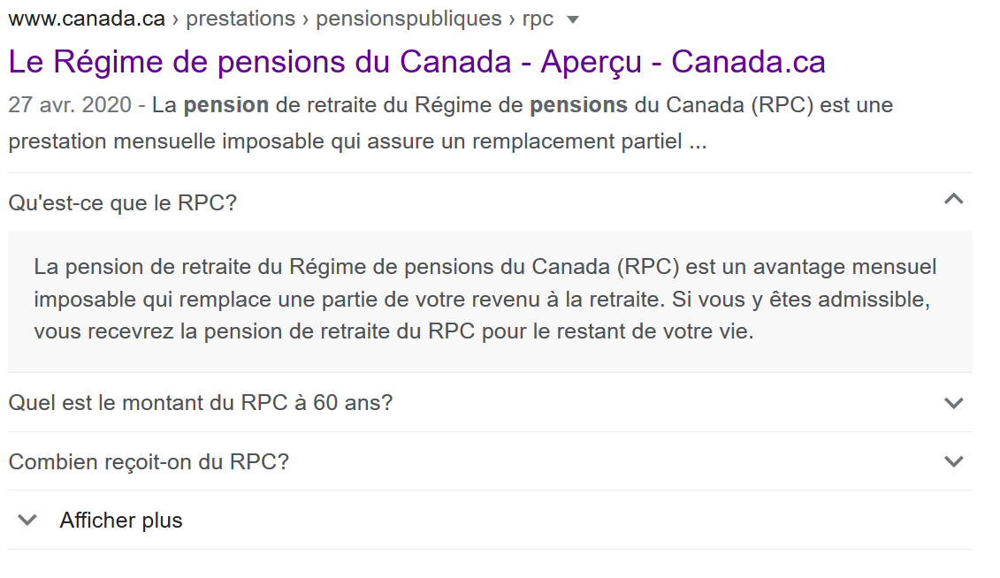 www.canada.ca › prestations › pensionspubliques › rpc
Le Régime de pensions du Canada - Aperçu - Canada.ca
27 avr. 2020 - La pension de retraite du Régime de pensions du Canada (RPC) est une
prestation mensuelle imposable qui assure un remplacement partiel ...
Qu'est-ce que le RPC?
La pension de retraite du Régime de pensions du Canada (RPC) est un avantage mensuel
imposable qui remplace une partie de votre revenu à la retraite. Si vous y êtes admissible,
vous recevrez la pension de retraite du RPC pour le restant de votre vie.
Quel est le montant du RPC à 60 ans?
Combien reçoit-on du RPC?
Afficher plus